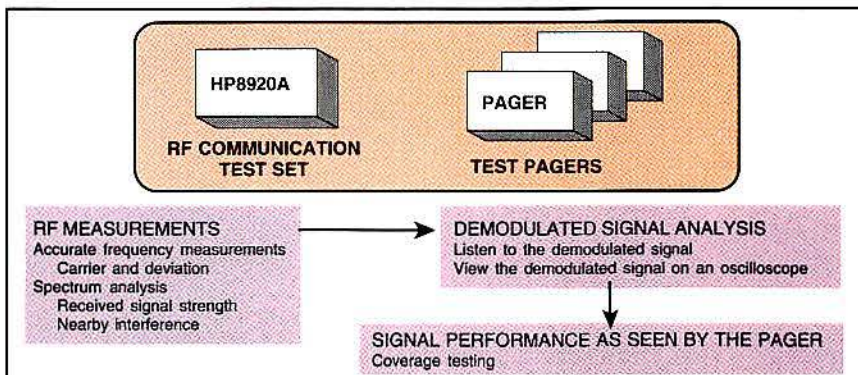 HP8920A
RF COMMUNICATION
TEST SET
PAGER
TEST PAGERS
RF MEASUREMENTS
Accurate frequency measurements
Carrier and deviation
Spectrum analysis
Received signal strength
Nearby interference
DEMODULATED SIGNAL ANALYSIS
Listen to the demodulated signal
View the demodulated signal on an oscilloscope
SIGNAL PERFORMANCE AS SEEN BY THE PAGER
Coverage testing